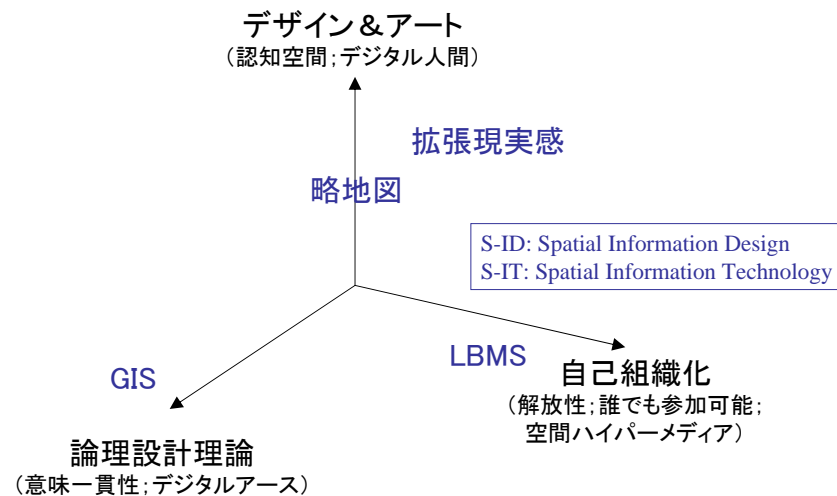 デザイン＆アート
（認知空間；デジタル人間）
拡張現実感
略地図
S-ID: Spatial Information Design
S-IT: Spatial Information Technology
LBMS
GIS
自己組織化
（解放性；誰でも参加可能；
空間ハイパーメディア）
論理設計理論
（意味一貫性；デジタルアース）